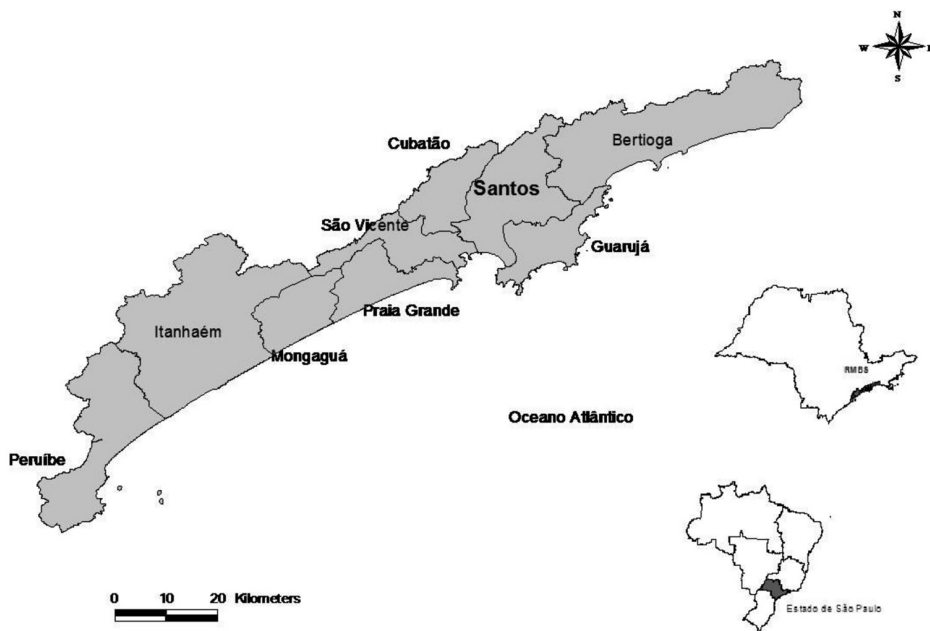 N
W
E
S
Bertioga
Cubatão
Santos
São Vicente
Guarujá
Praia Grande
Itanhaém
Mongaguá
RMBS
Oceano Atlântico
Peruíbe
0 10 20 Kilometers
Estado de São Paulo